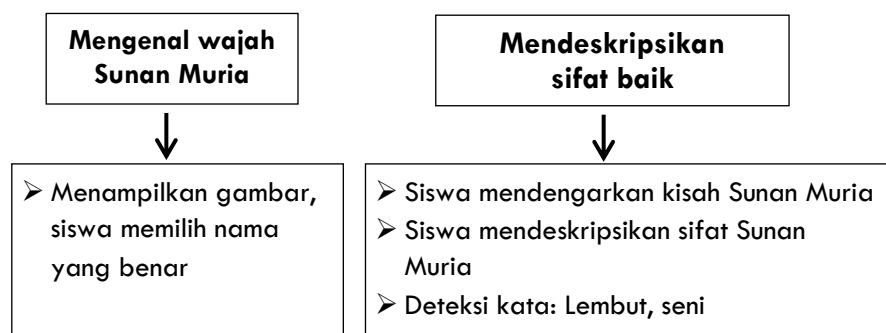 Mengenal wajah
Sunan Muria
➢ Menampilkan gambar,
siswa memilih nama
yang benar
Mendeskripsikan
sifat baik
➢ Siswa mendengarkan kisah Sunan Muria
➢ Siswa mendeskripsikan sifat Sunan
Muria
➢ Deteksi kata: Lembut, seni